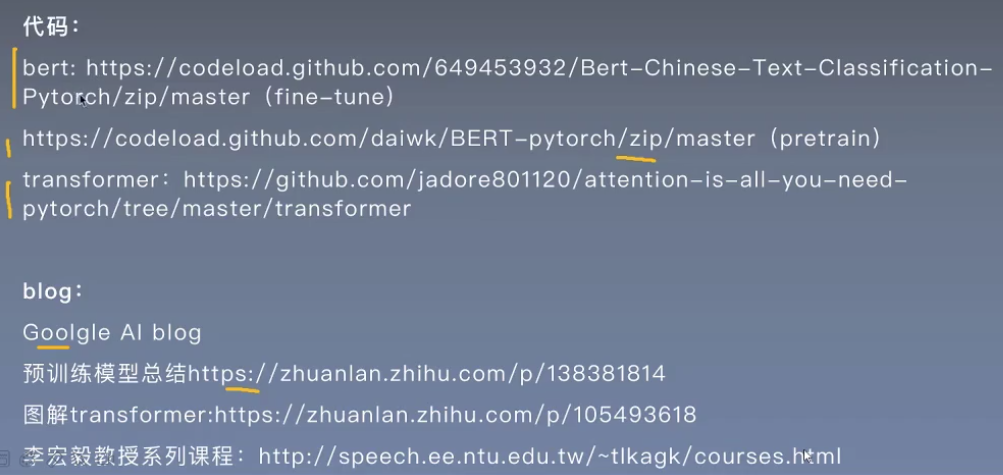 代码：
bert: https://codeload.github.com/649453932/Bert-Chinese-Text-Classification-
Pytorch/zip/master（fine-tune）
https://codeload.github.com/daiwk/BERT-pytorch/zip/master（pretrain）
transformer：https://github.com/jadore801120/attention-is-all-you-need-
pytorch/tree/master/transformer
blog：
Goolgle AI blog
预训练模型总结https://zhuanlan.zhihu.com/p/138381814
图解transformer:https://zhuanlan.zhihu.com/p/105493618
李宏毅教授系列课程：http://speech.ee.ntu.edu.tw/~tlkagk/courses.html